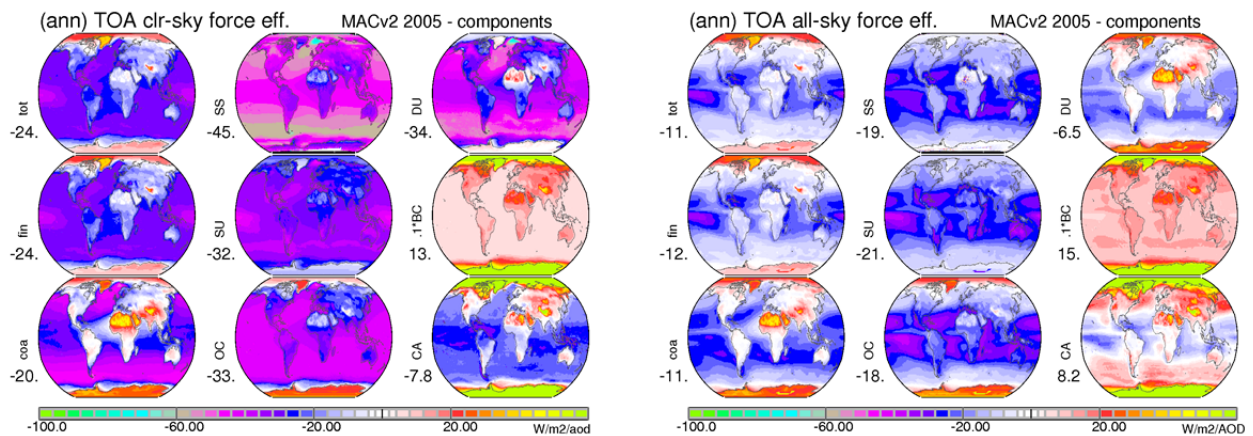 (ann) TOA clr-sky force eff. MACv2 2005 - components
tot
-24.
SS
-45.
DU
-34.
fin
-24.
SU
-32.
.1*BC
13.
coa
-20.
OC
-33.
CA
-7.8
-100.0 -60.00 -20.00 20.00 W/m2/aod
(ann) TOA all-sky force eff. MACv2 2005 - components
tot
-11.
SS
-19.
DU
-6.5
fin
-12.
SU
-21.
.1*BC
15.
coa
-11.
OC
-18.
CA
8.2
-100.0 -60.00 -20.00 20.00 W/m2/AOD